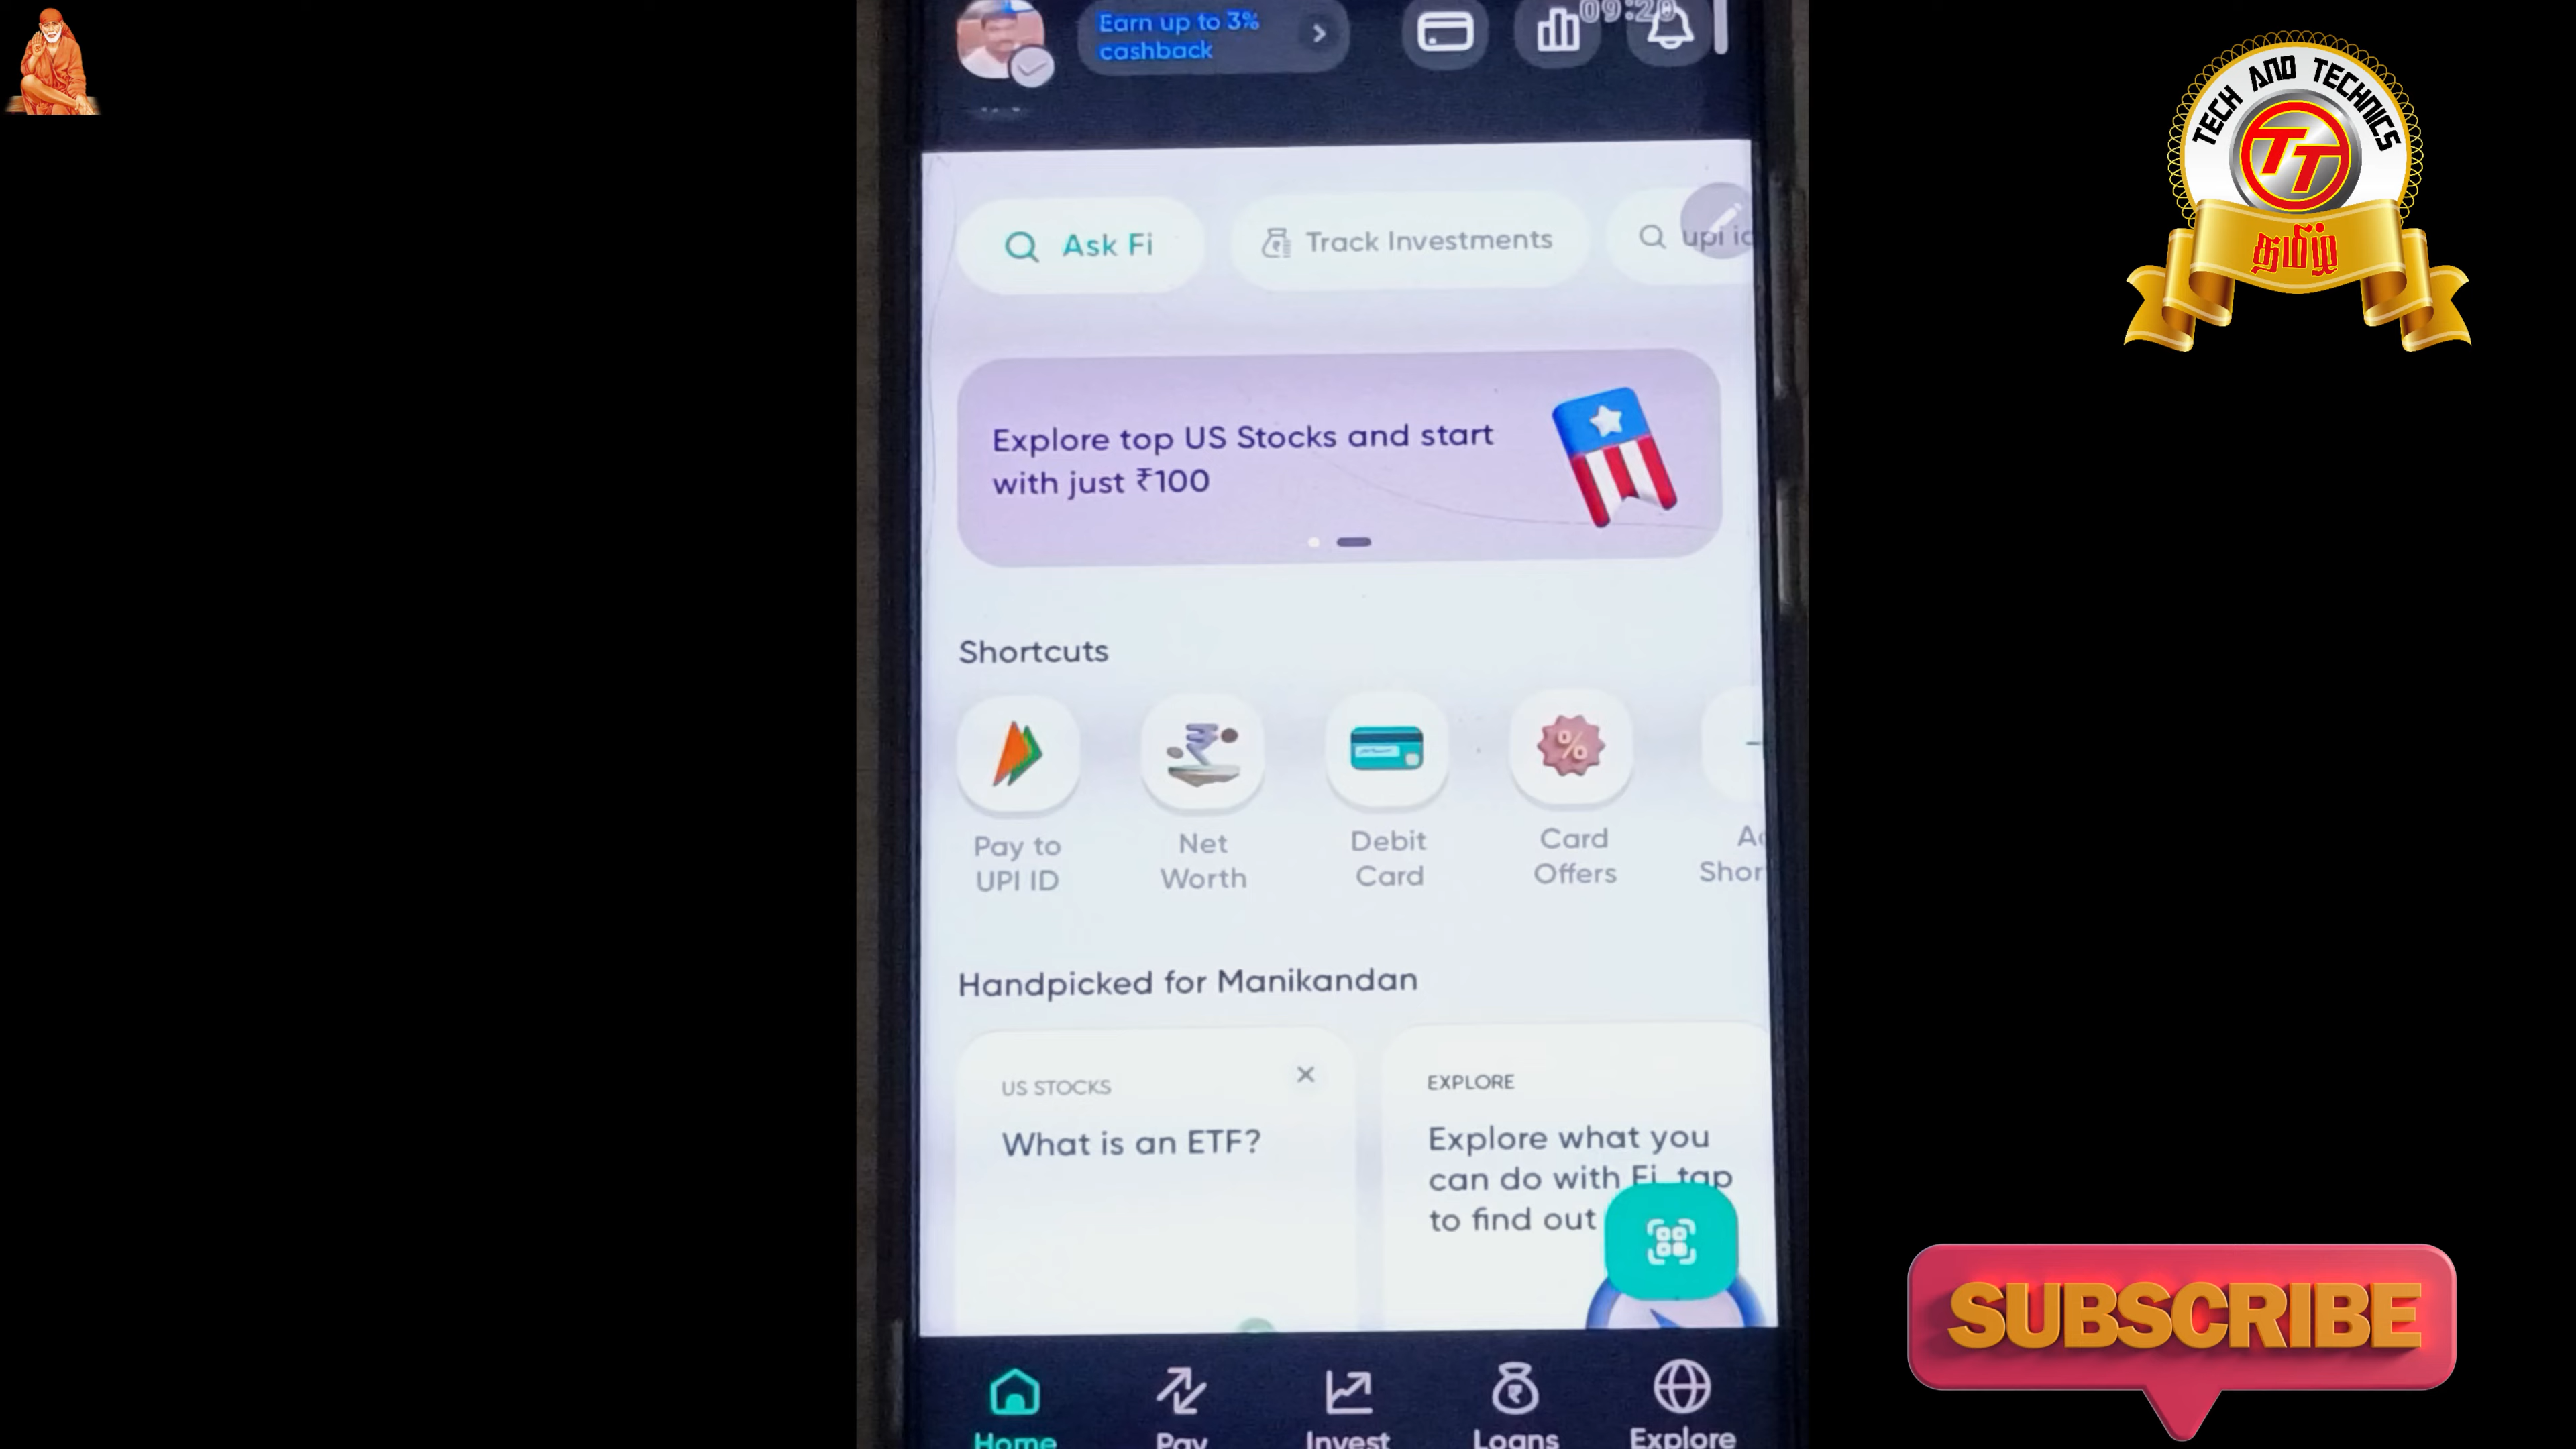 Earn up to 3%
cashback
09:20
TECH AND TECHNICS
TT
தமிழ்
Ask Fi
Track Investments
upi
Explore top US Stocks and start
with just ₹100
Shortcuts
Pay to
UPI ID
Net
Worth
Debit
Card
Card
Offers
Handpicked for Manikandan
US STOCKS
What is an ETF?
EXPLORE
Explore what you
can do with Fi, tap
to find out
SUBSCRIBE
Home
Pay
Invest
Loans
Explore